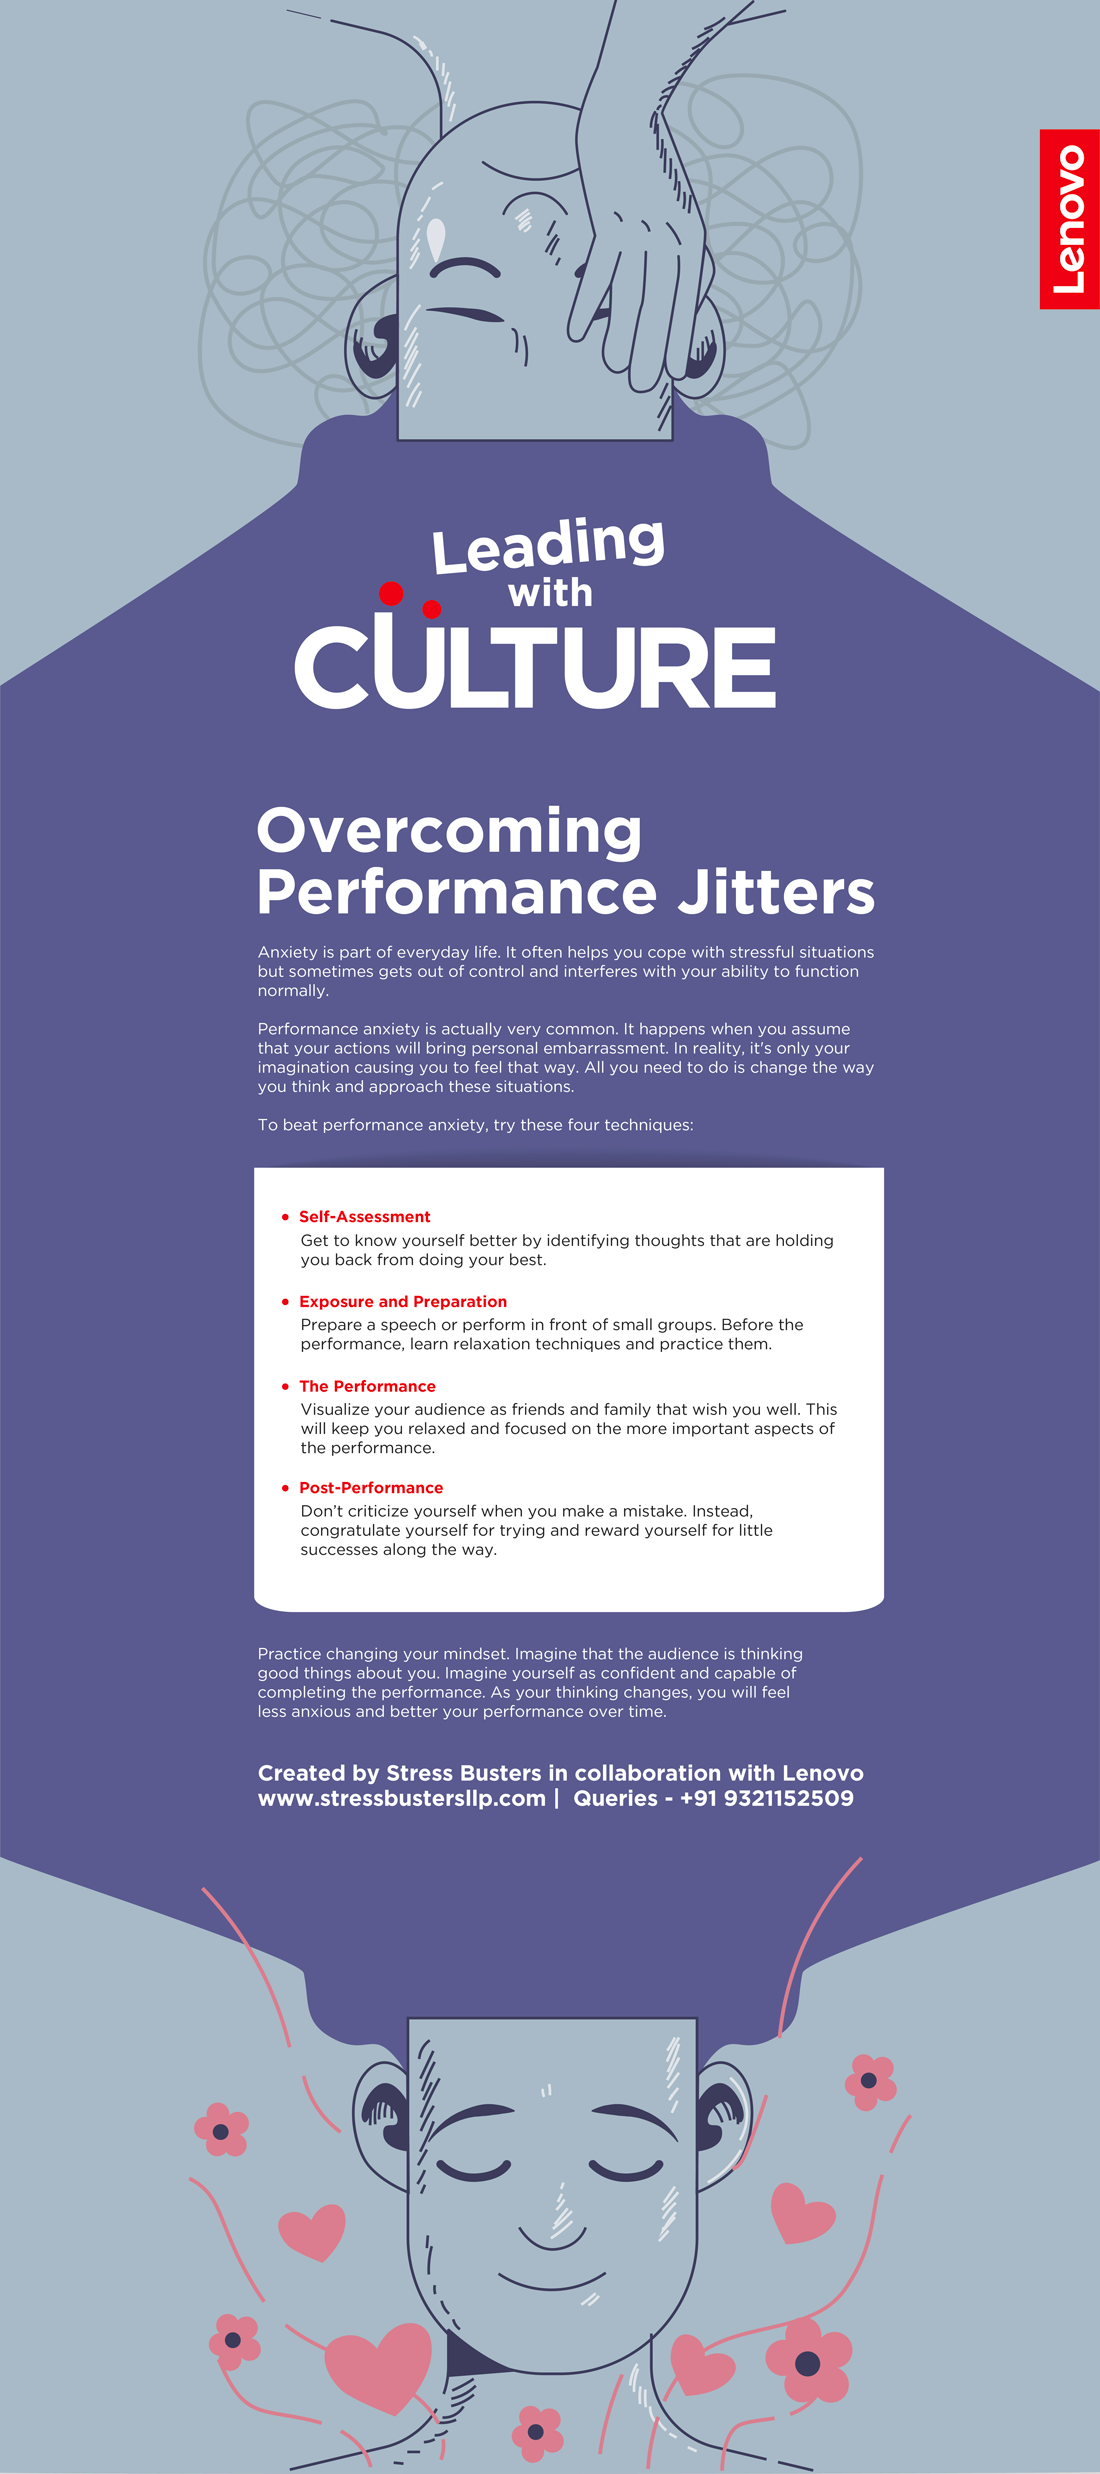 Lenovo
Leading
with
CÜLTURE
Overcoming
Performance Jitters
Anxiety is part of everyday life. It often helps you cope with stressful situations
but sometimes gets out of control and interferes with your ability to function
normally.
Performance anxiety is actually very common. It happens when you assume
that your actions will bring personal embarrassment. In reality, it's only your
imagination causing you to feel that way. All you need to do is change the way
you think and approach these situations.
To beat performance anxiety, try these four techniques:
• Self-Assessment
Get to know yourself better by identifying thoughts that are holding
you back from doing your best.
• Exposure and Preparation
Prepare a speech or perform in front of small groups. Before the
performance, learn relaxation techniques and practice them.
• The Performance
Visualize your audience as friends and family that wish you well. This
will keep you relaxed and focused on the more important aspects of
the performance.
• Post-Performance
Don’t criticize yourself when you make a mistake. Instead,
congratulate yourself for trying and reward yourself for little
successes along the way.
Practice changing your mindset. Imagine that the audience is thinking
good things about you. Imagine yourself as confident and capable of
completing the performance. As your thinking changes, you will feel
less anxious and better your performance over time.
Created by Stress Busters in collaboration with Lenovo
www.stressbustersllp.com | Queries - +91 9321152509